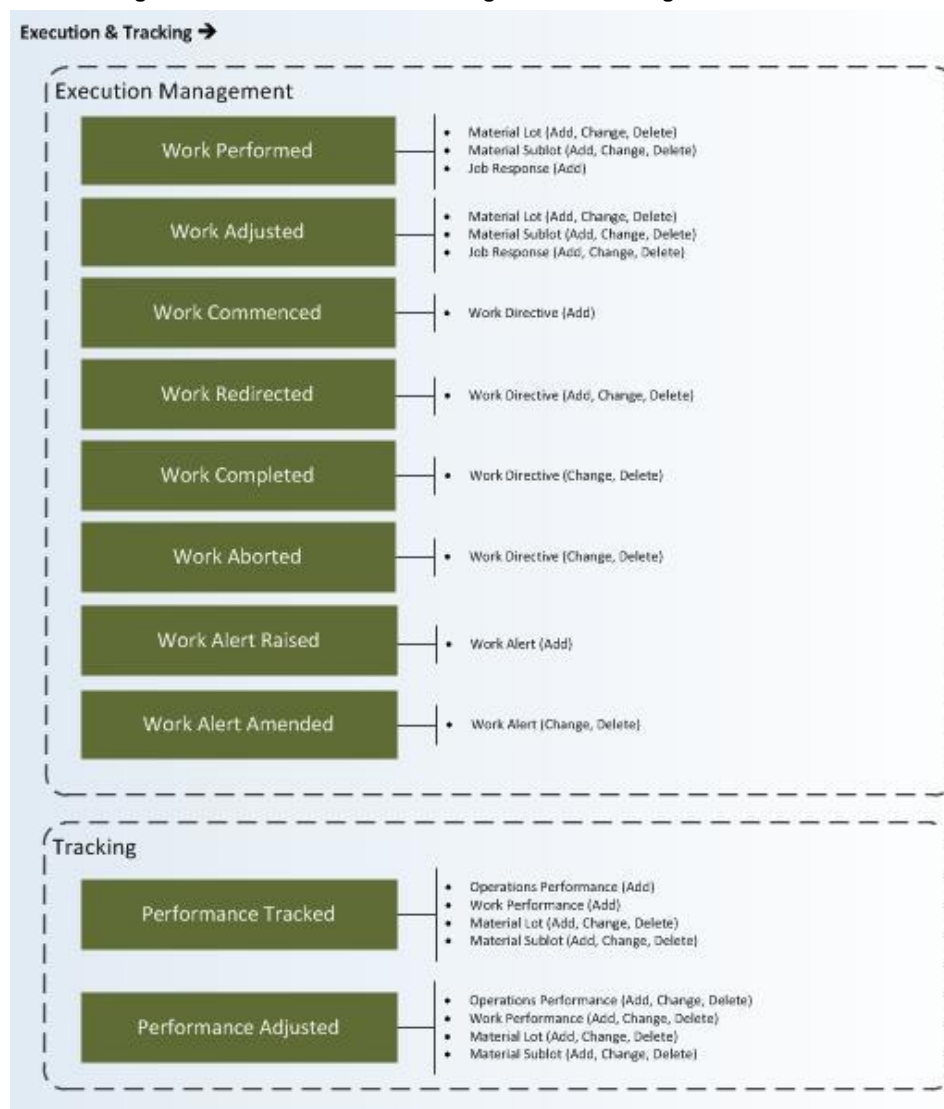 Execution & Tracking →
Execution Management
Work Performed
• Material Lot (Add, Change, Delete)
• Material Sublot (Add, Change, Delete)
• Job Response (Add)
Work Adjusted
• Material Lot (Add, Change, Delete)
• Material Sublot (Add, Change, Delete)
• Job Response (Add, Change, Delete)
Work Commenced
• Work Directive (Add)
Work Redirected
• Work Directive (Add, Change, Delete)
Work Completed
• Work Directive (Change, Delete)
Work Aborted
• Work Directive (Change, Delete)
Work Alert Raised
• Work Alert (Add)
Work Alert Amended
• Work Alert (Change, Delete)
Tracking
Performance Tracked
• Operations Performance (Add)
• Work Performance (Add)
• Material Lot (Add, Change, Delete)
• Material Sublot (Add, Change, Delete)
Performance Adjusted
• Operations Performance (Add, Change, Delete)
• Work Performance (Add, Change, Delete)
• Material Lot (Add, Change, Delete)
• Material Sublot (Add, Change, Delete)